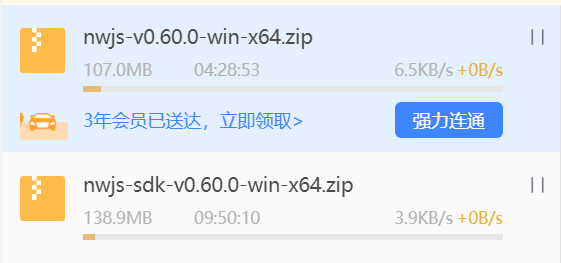 nwjs-v0.60.0-win-x64.zip
107.0MB 04:28:53 6.5KB/s +0B/s
3年会员已送达，立即领取> 强力连通
nwjs-sdk-v0.60.0-win-x64.zip
138.9MB 09:50:10 3.9KB/s +0B/s